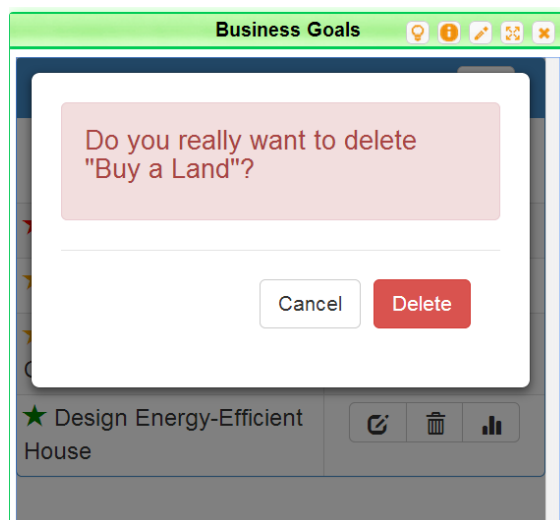 Business Goals
Do you really want to delete
"Buy a Land"?
Cancel
Delete
Design Energy-Efficient
House